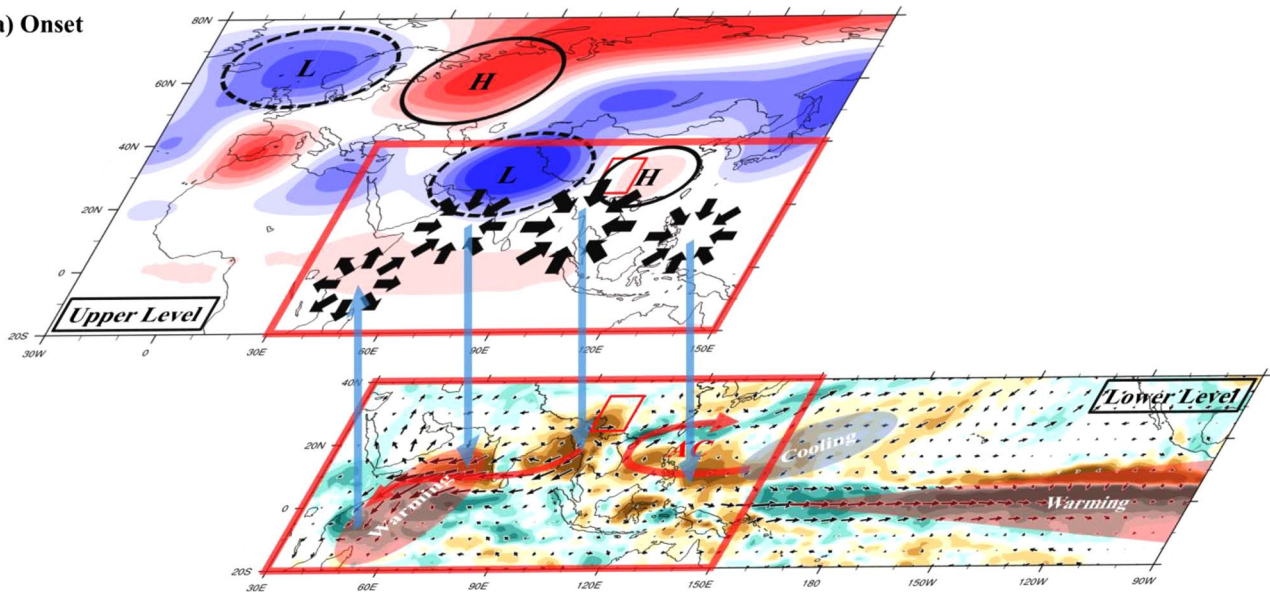 a) Onset
80N
60N
40N
20N
0
20S
30W
0
30E
60E
90E
120E
150E
L
H
L
H
Upper Level
40N
20N
0
20S
30E
60E
90E
120E
150E
180
150W
120W
90W
Lower Level
AC
Cooling
Warming
Warming